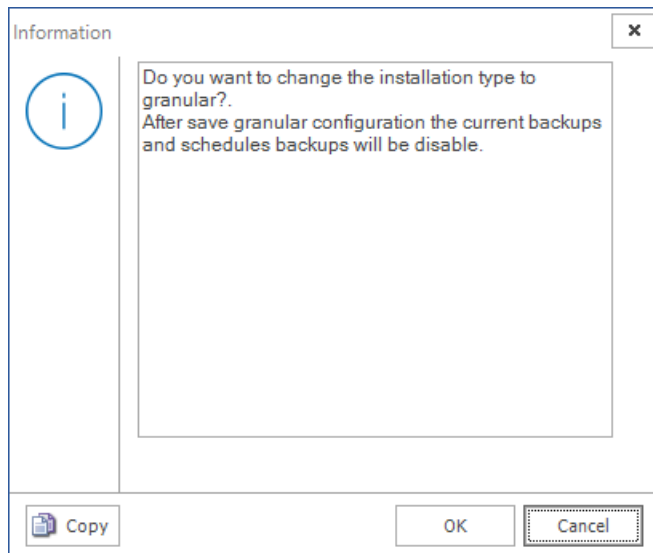 Information
Do you want to change the installation type to
granular?.
After save granular configuration the current backups
and schedules backups will be disable.
Copy
OK
Cancel